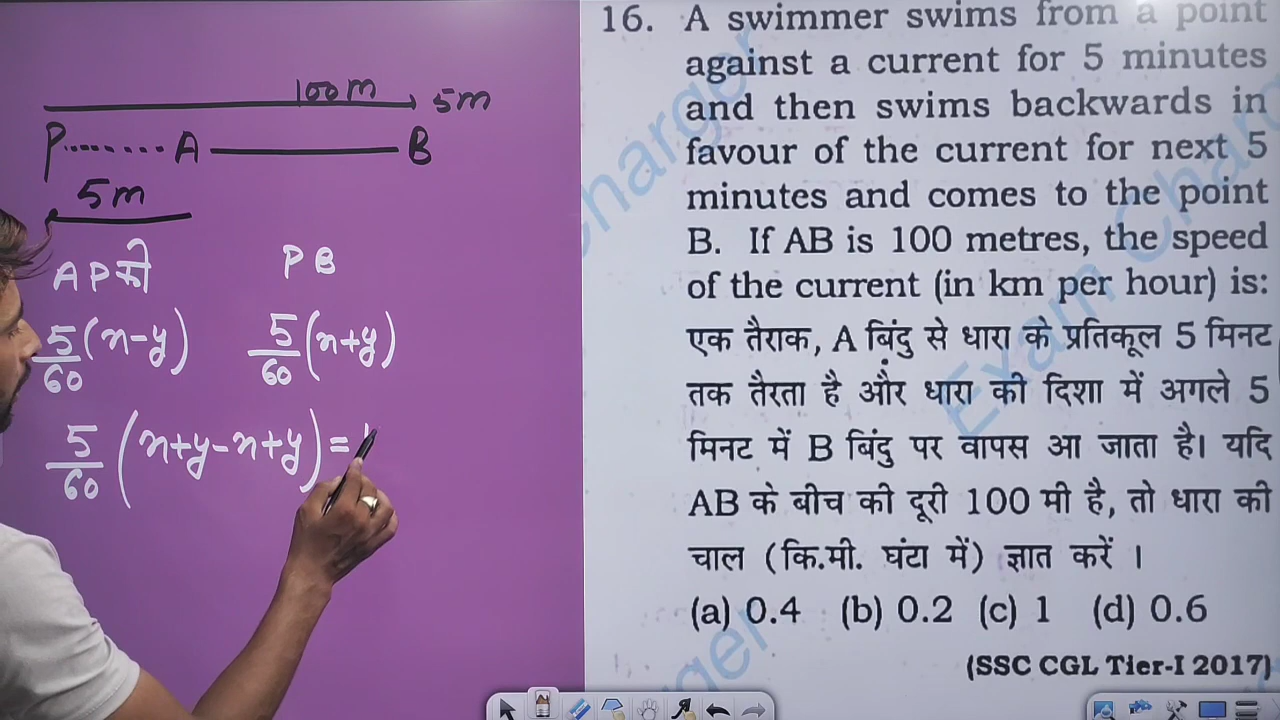 100m 5m
P A B
5m
AP को PB
5/60 (x-y) 5/60 (x+y)
5/60 (x+y-x+y) =
16. A swimmer swims from a point
against a current for 5 minutes
and then swims backwards in
favour of the current for next 5
minutes and comes to the point
B. If AB is 100 metres, the speed
of the current (in km per hour) is:
एक तैराक, A बिंदु से धारा के प्रतिकूल 5 मिनट
तक तैरता है और धारा की दिशा में अगले 5
मिनट में B बिंदु पर वापस आ जाता है। यदि
AB के बीच की दूरी 100 मी है, तो धारा की
चाल (कि.मी. घंटा में) ज्ञात करें ।
(a) 0.4 (b) 0.2 (c) 1 (d) 0.6
(SSC CGL Tier-I 2017)
Exam Charger